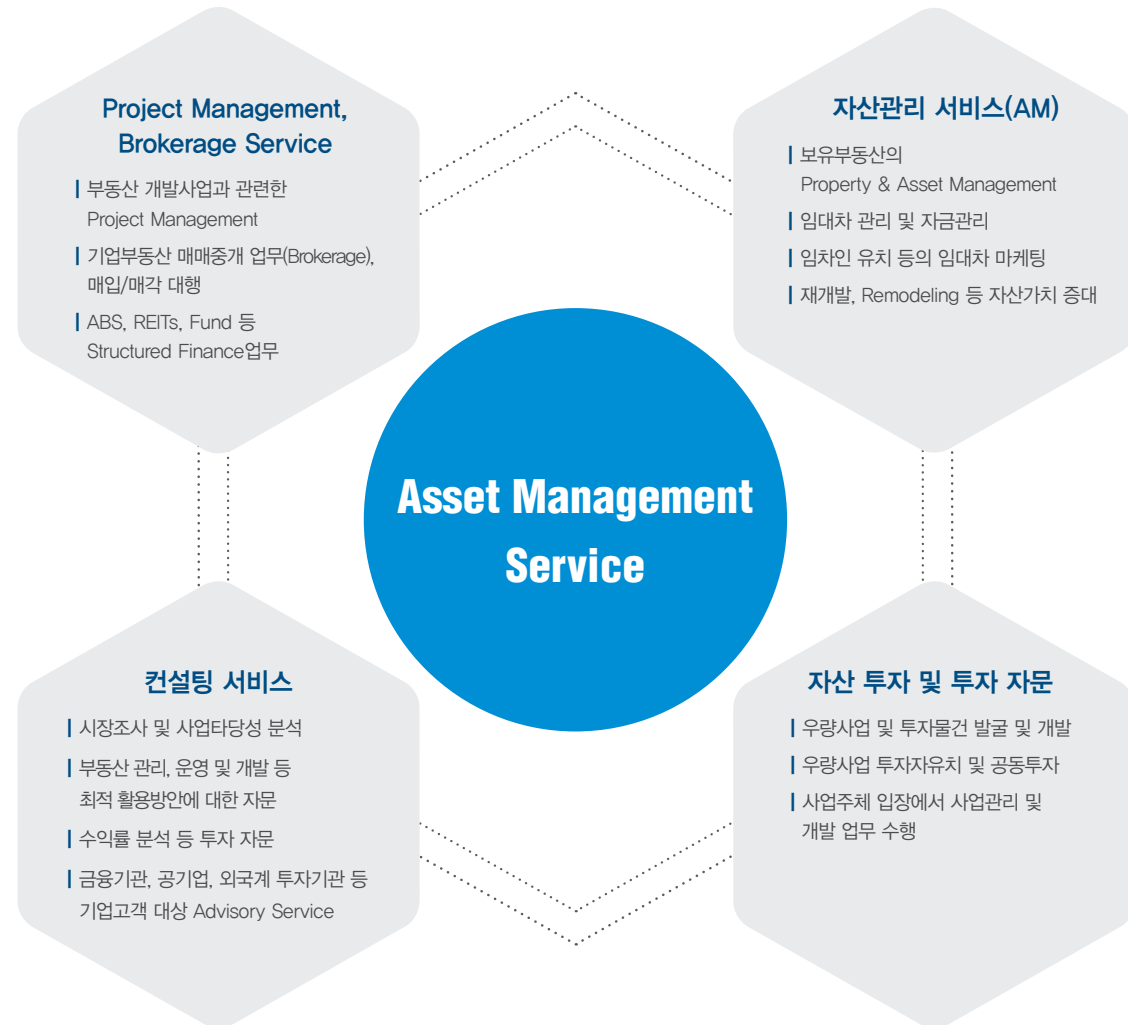 Project Management,
Brokerage Service
| 부동산 개발사업과 관련한
Project Management
| 기업부동산 매매중개 업무(Brokerage),
매입/매각 대행
| ABS, REITs, Fund 등
Structured Finance업무
자산관리 서비스(AM)
| 보유부동산의
Property & Asset Management
| 임대차 관리 및 자금관리
| 임차인 유치 등의 임대차 마케팅
| 재개발, Remodeling 등 자산가치 증대
Asset Management
Service
컨설팅 서비스
| 시장조사 및 사업타당성 분석
| 부동산 관리, 운영 및 개발 등
최적 활용방안에 대한 자문
| 수익률 분석 등 투자 자문
| 금융기관, 공기업, 외국계 투자기관 등
기업고객 대상 Advisory Service
자산 투자 및 투자 자문
| 우량사업 및 투자물건 발굴 및 개발
| 우량사업 투자자유치 및 공동투자
| 사업주체 입장에서 사업관리 및
개발 업무 수행